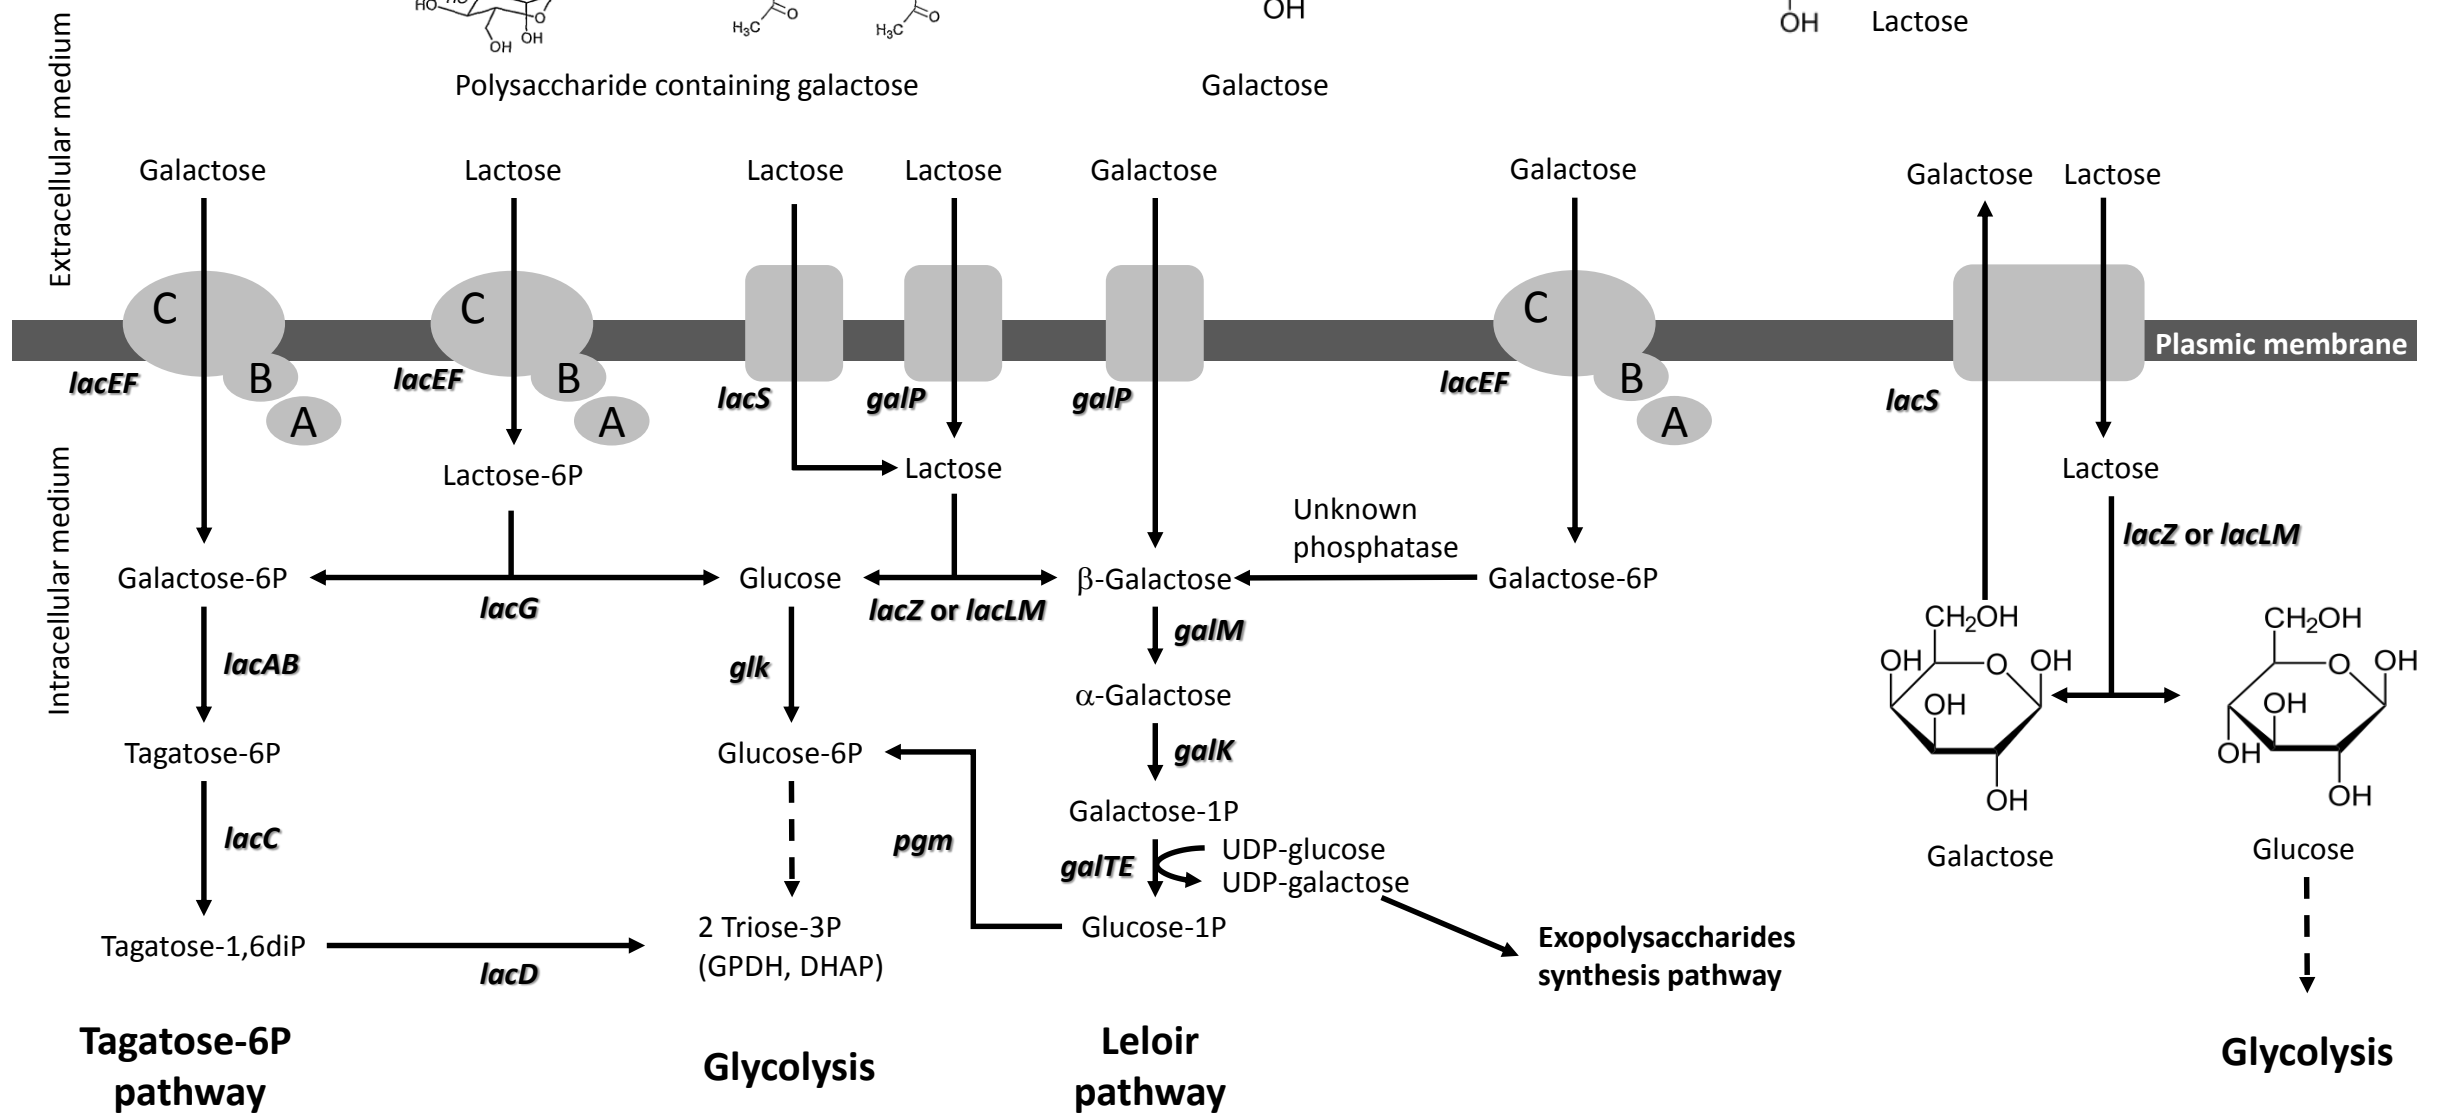 Extracellular medium
HO
HO
OH
OH
O
H₃C
O
H₃C
O
OH
OH
Lactose
Polysaccharide containing galactose
Galactose
Galactose
Lactose
Lactose
Lactose
Galactose
Galactose
Galactose
Lactose
C
B
A
lacEF
C
B
A
lacEF
lacS
galP
galP
C
B
A
lacEF
lacS
Plasmic membrane
Intracellular medium
Lactose-6P
Lactose
Lactose
Unknown
phosphatase
lacZ or lacLM
Galactose-6P
lacG
Glucose
lacZ or lacLM
β-Galactose
Galactose-6P
lacAB
glk
galM
α-Galactose
Tagatose-6P
Glucose-6P
galK
lacC
pgm
Galactose-1P
galTE
UDP-glucose
UDP-galactose
Tagatose-1,6diP
lacD
2 Triose-3P
(GPDH, DHAP)
Glucose-1P
Exopolysaccharides
synthesis pathway
CH₂OH
OH
O
OH
OH
OH
Galactose
CH₂OH
O
OH
OH
OH
OH
Glucose
Tagatose-6P
pathway
Glycolysis
Leloir
pathway
Glycolysis